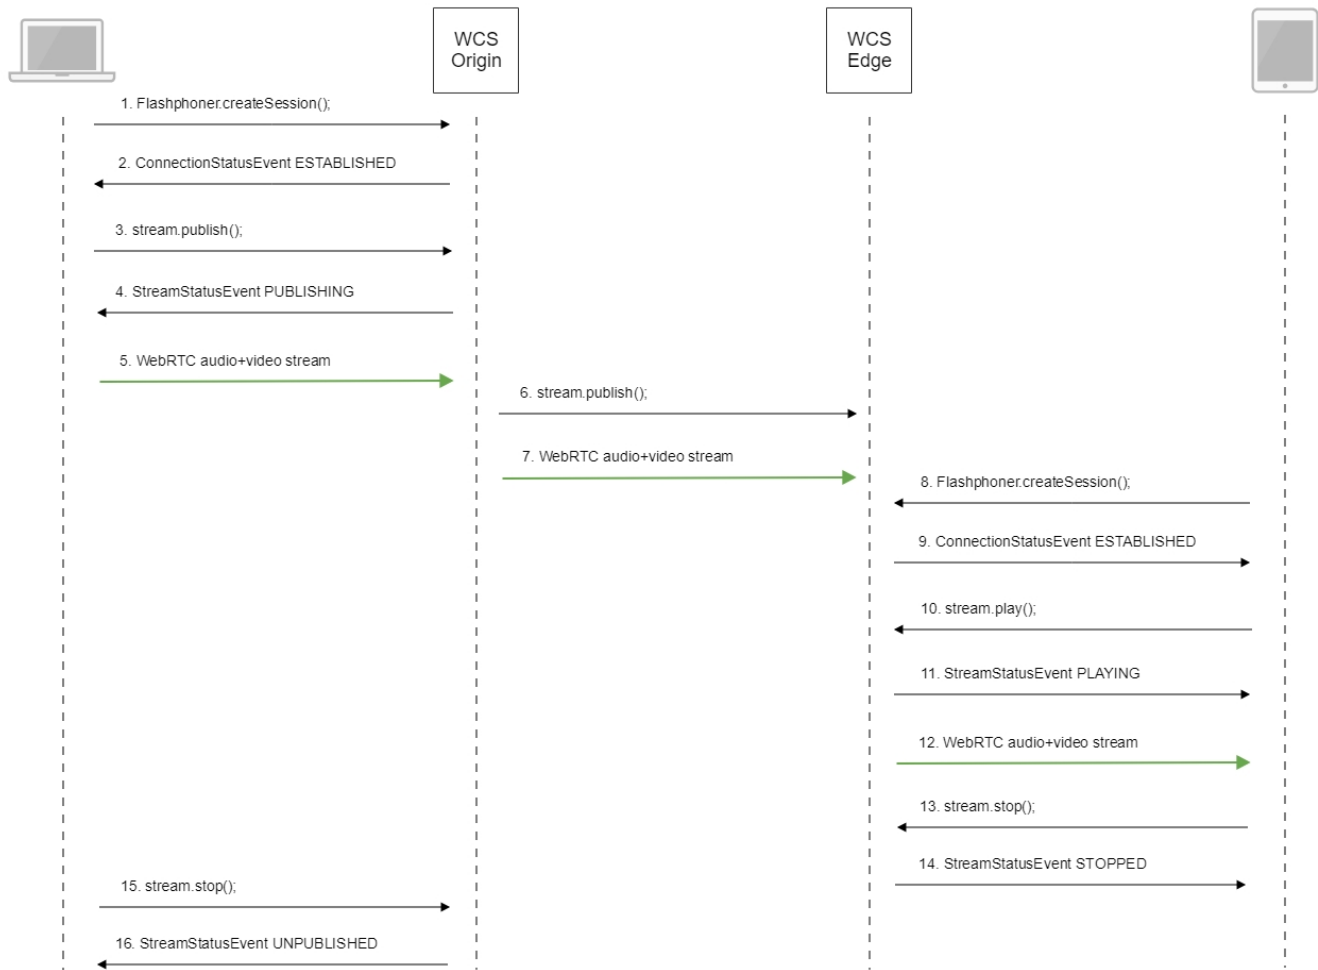 WCS
Origin
WCS
Edge
1. Flashphoner.createSession();
2. ConnectionStatusEvent ESTABLISHED
3. stream.publish();
4. StreamStatusEvent PUBLISHING
5. WebRTC audio+video stream
6. stream.publish();
7. WebRTC audio+video stream
8. Flashphoner.createSession();
9. ConnectionStatusEvent ESTABLISHED
10. stream.play();
11. StreamStatusEvent PLAYING
12. WebRTC audio+video stream
13. stream.stop();
14. StreamStatusEvent STOPPED
15. stream.stop();
16. StreamStatusEvent UNPUBLISHED